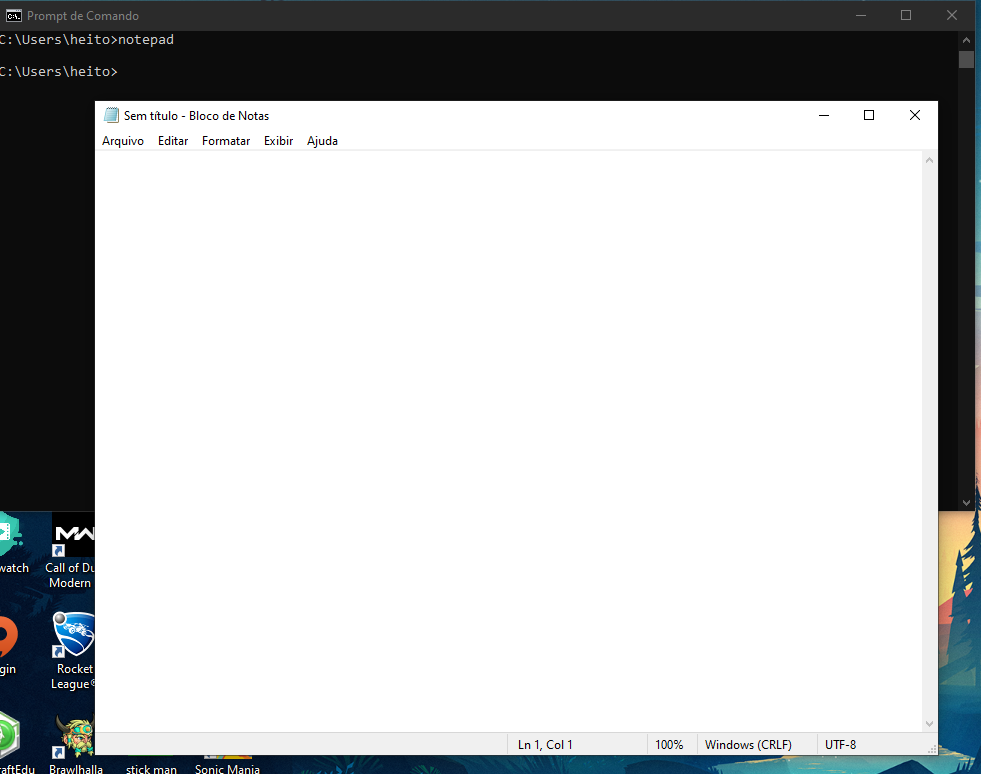 Prompt de Comando
C:\Users\heito>notepad
C:\Users\heito>
Sem título - Bloco de Notas
Arquivo Editar Formatar Exibir Ajuda
watch
Call of Du
Modern
MW
gin
Rocket
League®
raftEdu
Brawlhalla
stick man
Sonic Mania
Ln 1, Col 1
100%
Windows (CRLF)
UTF-8